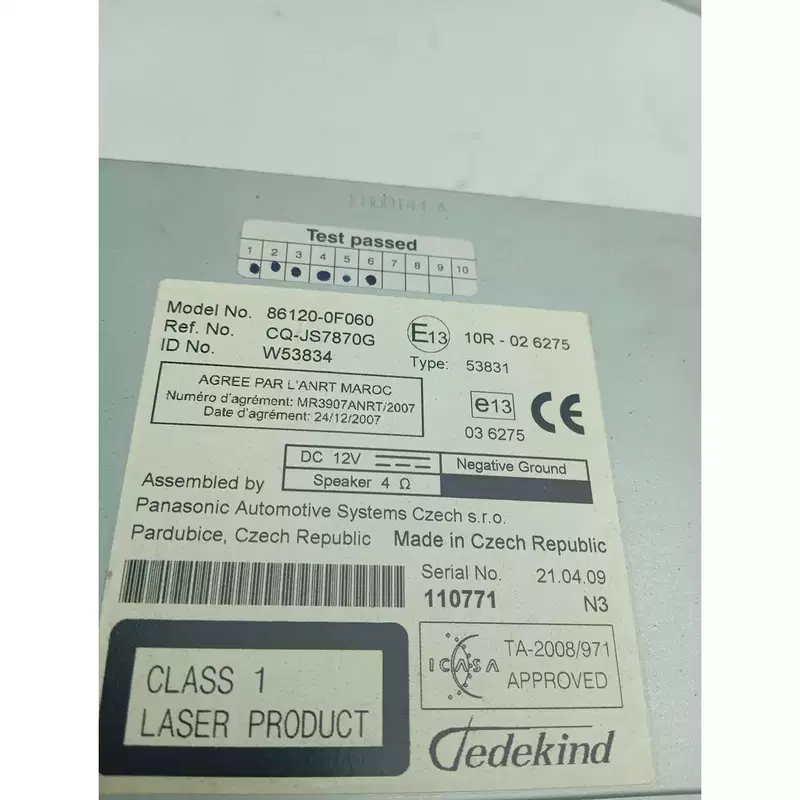 Test passed
1 2 3 4 5 6 7 8 9 10
Model No. 86120-0F060
Ref. No. CQ-JS7870G
ID No. W53834
E13 10R - 02 6275
Type: 53831
AGREE PAR L'ANRT MAROC
Numéro d'agrément: MR3907ANRT/2007
Date d'agrément: 24/12/2007
e13 CE
03 6275
DC 12V Negative Ground
Speaker 4 Ω
Assembled by
Panasonic Automotive Systems Czech s.r.o.
Pardubice, Czech Republic Made in Czech Republic
Serial No. 21.04.09
110771 N3
CLASS 1
LASER PRODUCT
ICASA TA-2008/971
APPROVED
Tedekind